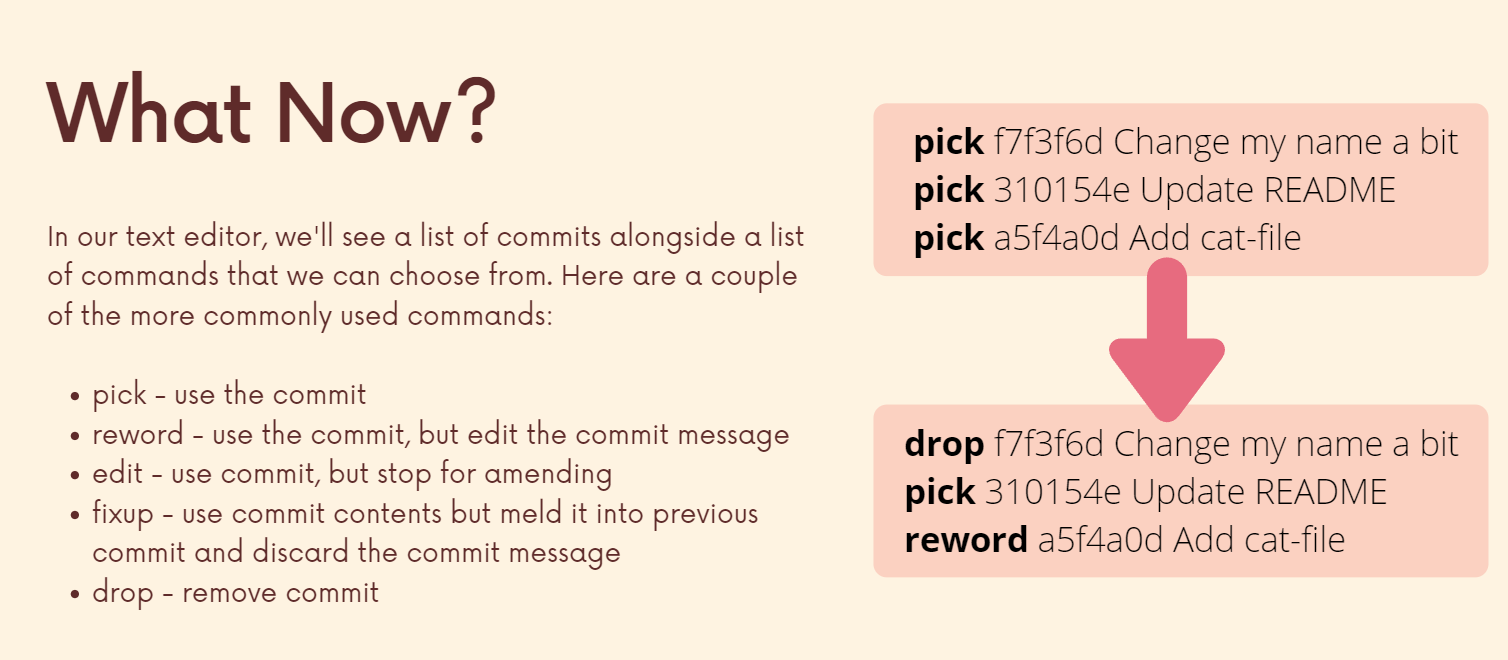 What Now?
In our text editor, we'll see a list of commits alongside a list
of commands that we can choose from. Here are a couple
of the more commonly used commands:
• pick - use the commit
• reword - use the commit, but edit the commit message
• edit - use commit, but stop for amending
• fixup - use commit contents but meld it into previous
commit and discard the commit message
• drop - remove commit
pick f7f3f6d Change my name a bit
pick 310154e Update README
pick a5f4a0d Add cat-file
drop f7f3f6d Change my name a bit
pick 310154e Update README
reword a5f4a0d Add cat-file